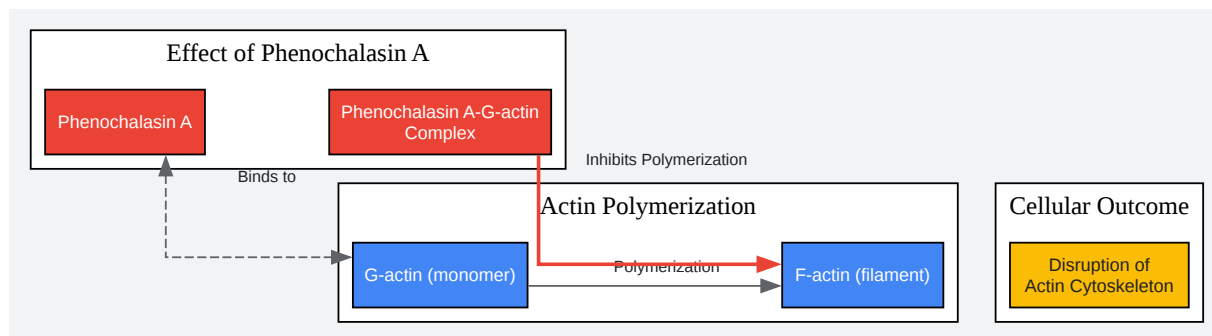 Effect of Phenochalasin A
Phenochalasin A
Phenochalasin A-G-actin
Complex
Inhibits Polymerization
Binds to
Actin Polymerization
G-actin (monomer)
Polymerization
F-actin (filament)
Cellular Outcome
Disruption of
Actin Cytoskeleton